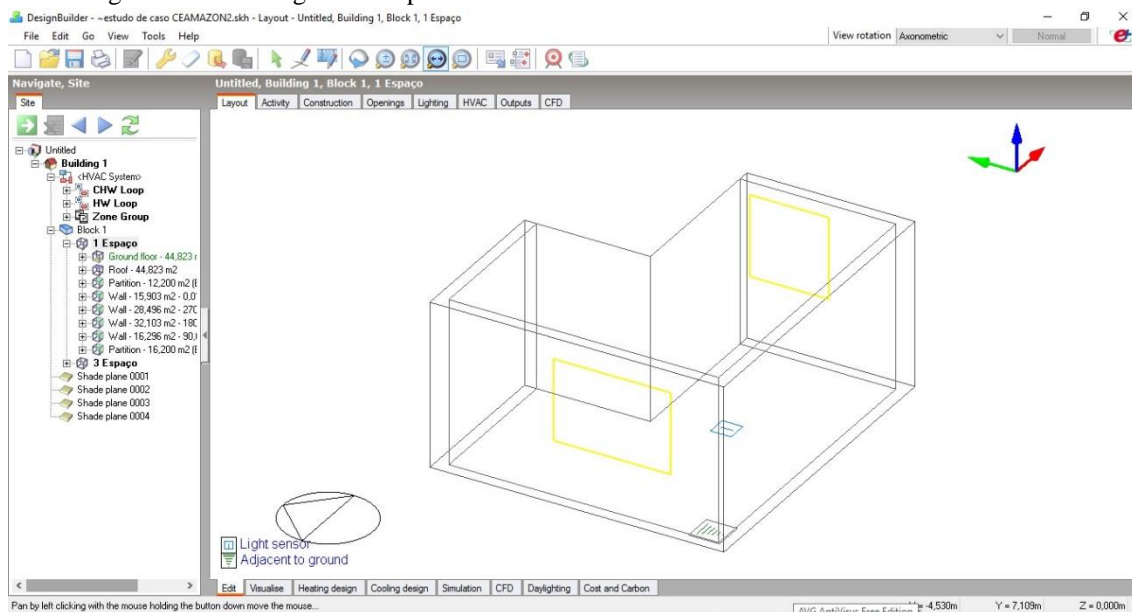 DesignBuilder - ~estudo de caso CEAMAZON2.skh - Layout - Untitled, Building 1, Block 1, 1 Espaço
File Edit Go View Tools Help
View rotation Axonometric Normal
Navigate, Site
Untitled, Building 1, Block 1, 1 Espaço
Site
Layout Activity Construction Openings Lighting HVAC Outputs CFD
Untitled
Building 1
<HVAC System>
CHW Loop
HW Loop
Zone Group
Block 1
1 Espaço
Ground floor - 44,823 r
Roof - 44,823 m2
Partition - 12,200 m2 (E
Wall - 15,903 m2 - 0,0
Wall - 28,496 m2 - 270
Wall - 32,103 m2 - 180
Wall - 16,296 m2 - 90,
Partition - 16,200 m2 (E
3 Espaço
Shade plane 0001
Shade plane 0002
Shade plane 0003
Shade plane 0004
Light sensor
Adjacent to ground
Edit Visualise Heating design Cooling design Simulation CFD Daylighting Cost and Carbon
Pan by left clicking with the mouse holding the button down move the mouse...
AVG AntiVirus Free Edition -4,530m Y = 7,109m Z = 0,000m